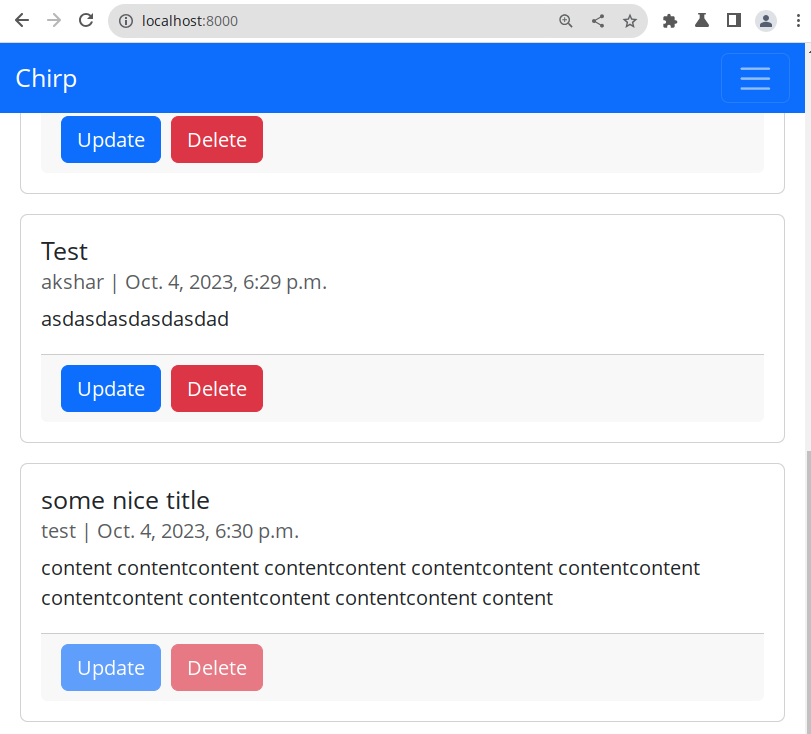 localhost:8000
Chirp
Update Delete
Test
akshar | Oct. 4, 2023, 6:29 p.m.
asdasdasdasdasdad
Update Delete
some nice title
test | Oct. 4, 2023, 6:30 p.m.
content contentcontent contentcontent contentcontent contentcontent
contentcontent contentcontent contentcontent content
Update Delete